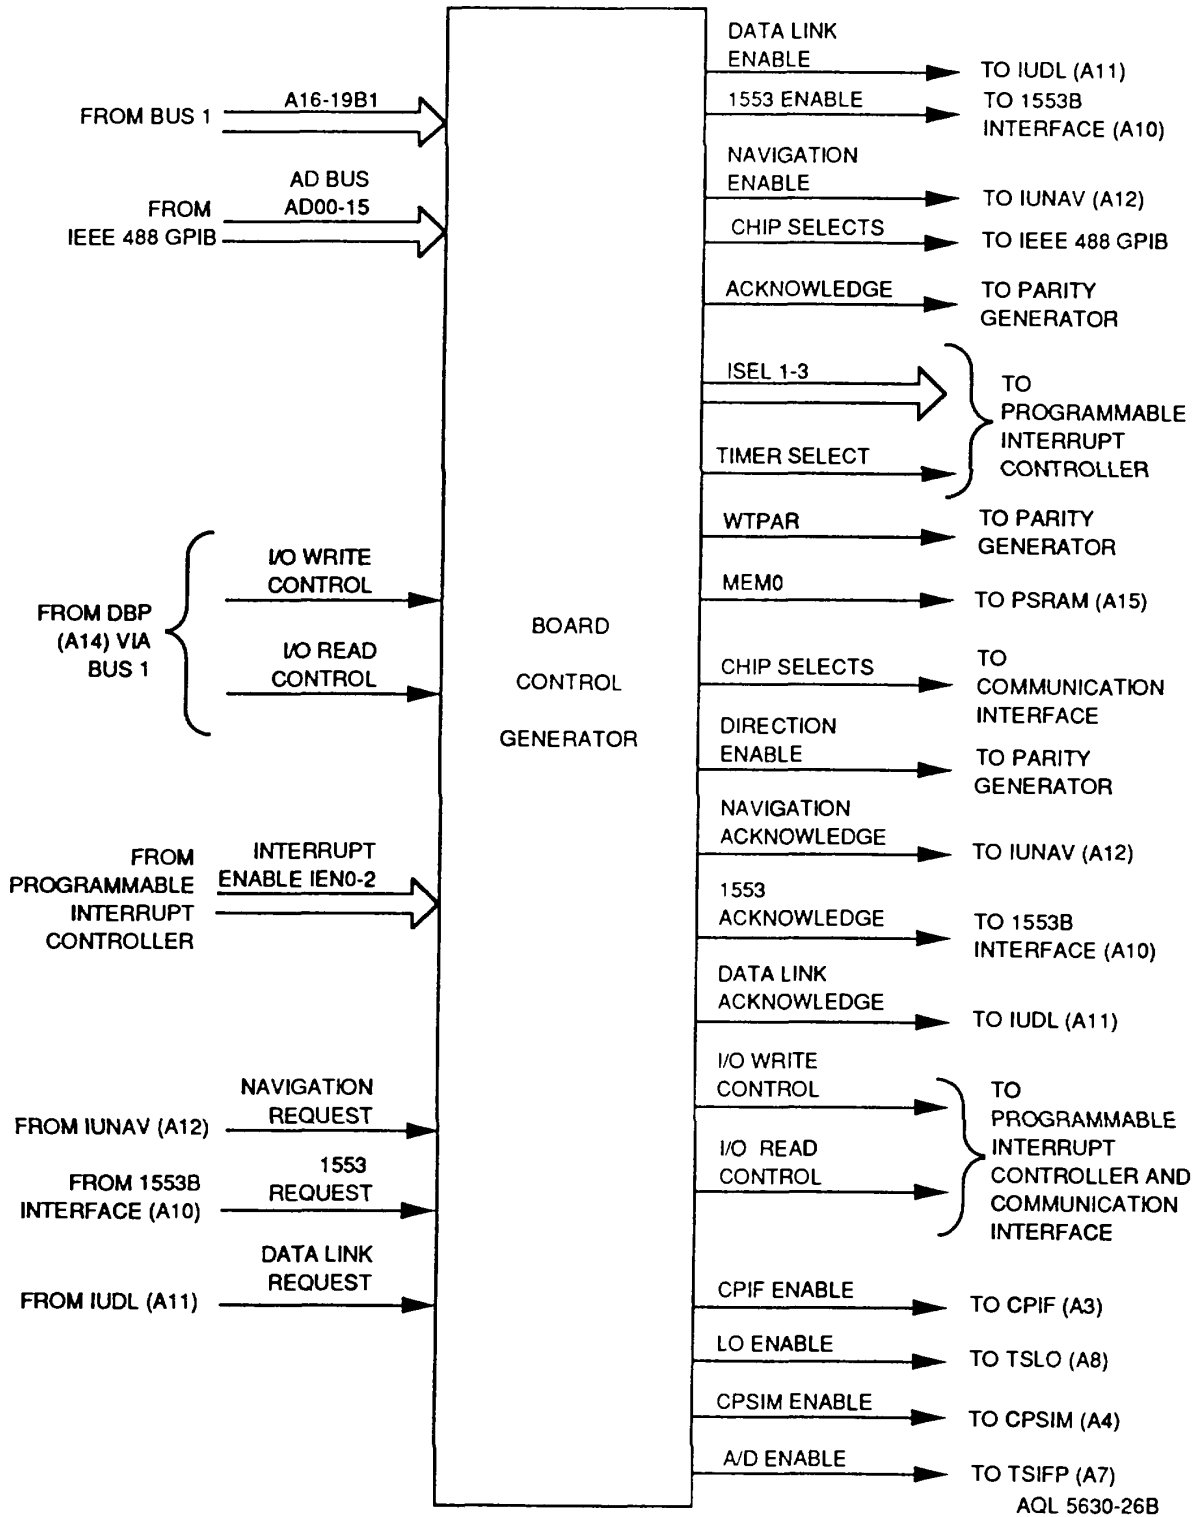 FROM BUS 1
A16-19B1
AD BUS
AD00-15
FROM
IEEE 488 GPIB
FROM DBP
(A14) VIA
BUS 1
I/O WRITE
CONTROL
I/O READ
CONTROL
FROM
PROGRAMMABLE
INTERRUPT
CONTROLLER
INTERRUPT
ENABLE IEN0-2
FROM IUNAV (A12)
NAVIGATION
REQUEST
FROM 1553B
INTERFACE (A10)
1553
REQUEST
FROM IUDL (A11)
DATA LINK
REQUEST
BOARD
CONTROL
GENERATOR
DATA LINK
ENABLE
TO IUDL (A11)
1553 ENABLE
TO 1553B
INTERFACE (A10)
NAVIGATION
ENABLE
TO IUNAV (A12)
CHIP SELECTS
TO IEEE 488 GPIB
ACKNOWLEDGE
TO PARITY
GENERATOR
ISEL 1-3
TIMER SELECT
TO
PROGRAMMABLE
INTERRUPT
CONTROLLER
WTPAR
TO PARITY
GENERATOR
MEM0
TO PSRAM (A15)
CHIP SELECTS
TO
COMMUNICATION
INTERFACE
DIRECTION
ENABLE
TO PARITY
GENERATOR
NAVIGATION
ACKNOWLEDGE
TO IUNAV (A12)
1553
ACKNOWLEDGE
TO 1553B
INTERFACE (A10)
DATA LINK
ACKNOWLEDGE
TO IUDL (A11)
I/O WRITE
CONTROL
I/O READ
CONTROL
TO
PROGRAMMABLE
INTERRUPT
CONTROLLER AND
COMMUNICATION
INTERFACE
CPIF ENABLE
TO CPIF (A3)
LO ENABLE
TO TSLO (A8)
CPSIM ENABLE
TO CPSIM (A4)
A/D ENABLE
TO TSIFP (A7)
AQL 5630-26B